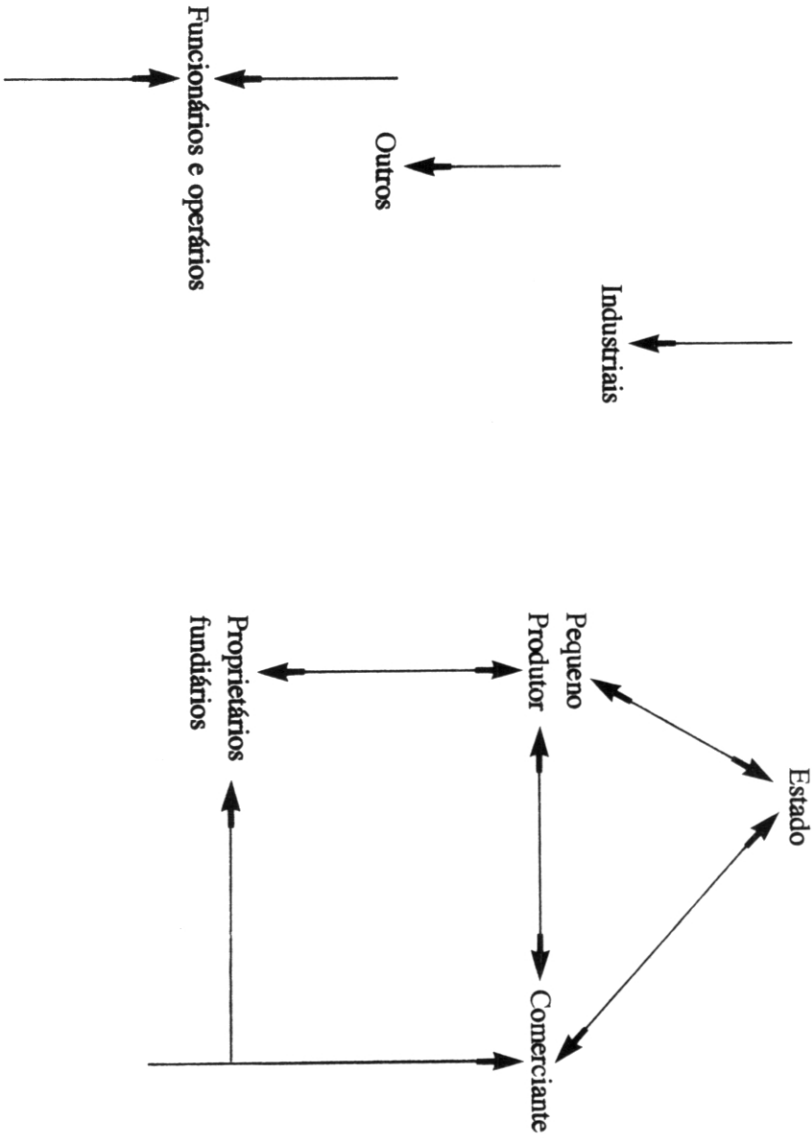 Estado
Industriais
Pequeno
Produtor
Comerciante
Outros
Proprietários
fundiários
Funcionários e operários